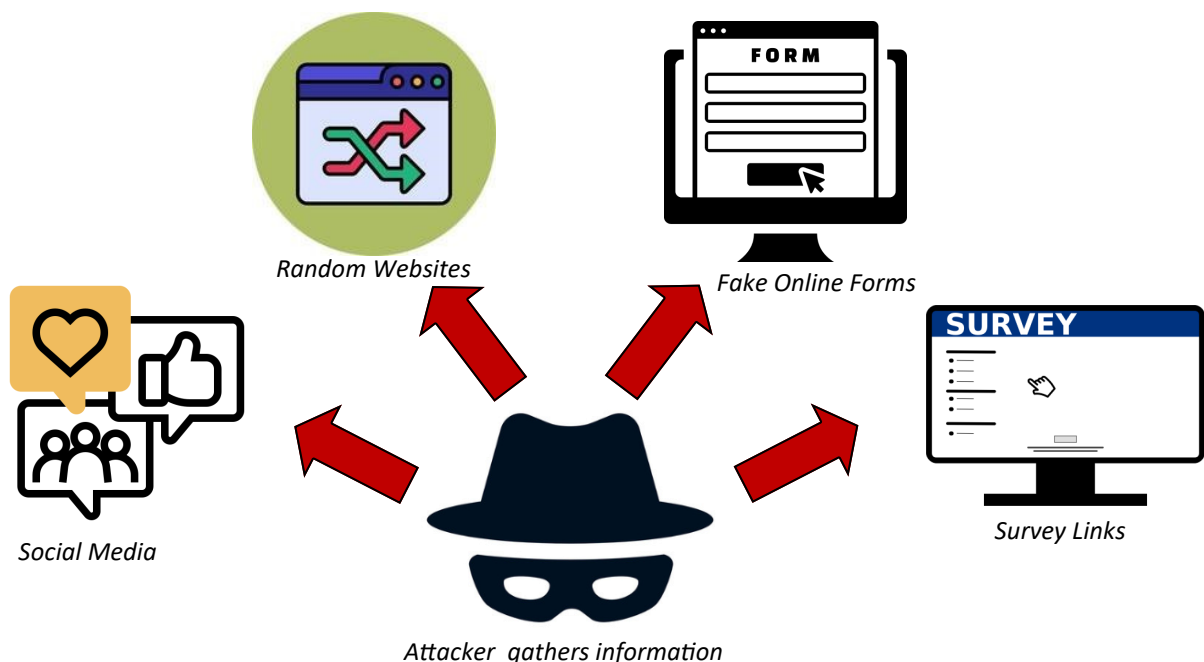 FORM
Random Websites
Fake Online Forms
SURVEY
Social Media
Survey Links
Attacker  gathers information